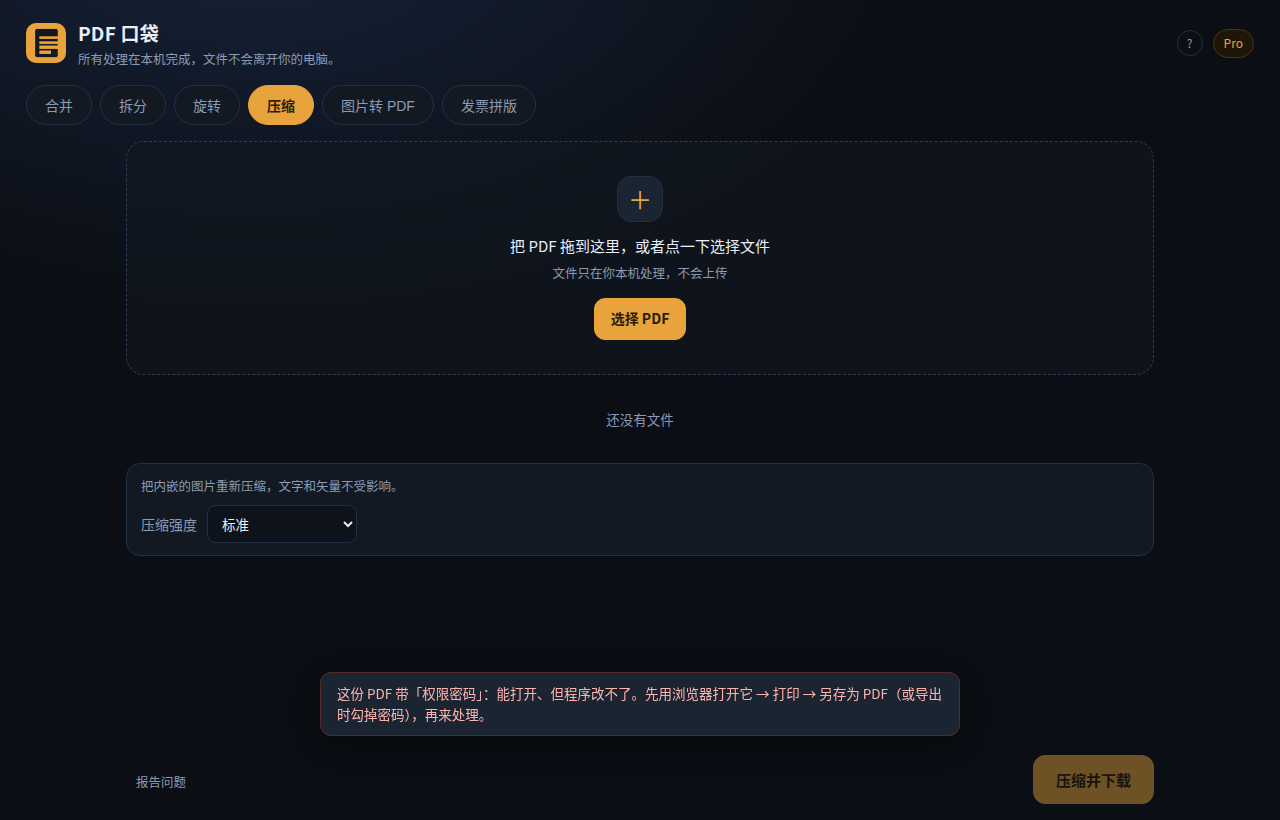 PDF 口袋
所有处理在本机完成，文件不会离开你的电脑。
?
Pro
合并
拆分
旋转
压缩
图片转 PDF
发票拼版
把 PDF 拖到这里，或者点一下选择文件
文件只在你本机处理，不会上传
选择 PDF
还没有文件
把内嵌的图片重新压缩，文字和矢量不受影响。
压缩强度
标准
这份 PDF 带「权限密码」：能打开、但程序改不了。先用浏览器打开它 → 打印 → 另存为 PDF（或导出
时勾掉密码），再来处理。
报告问题
压缩并下载